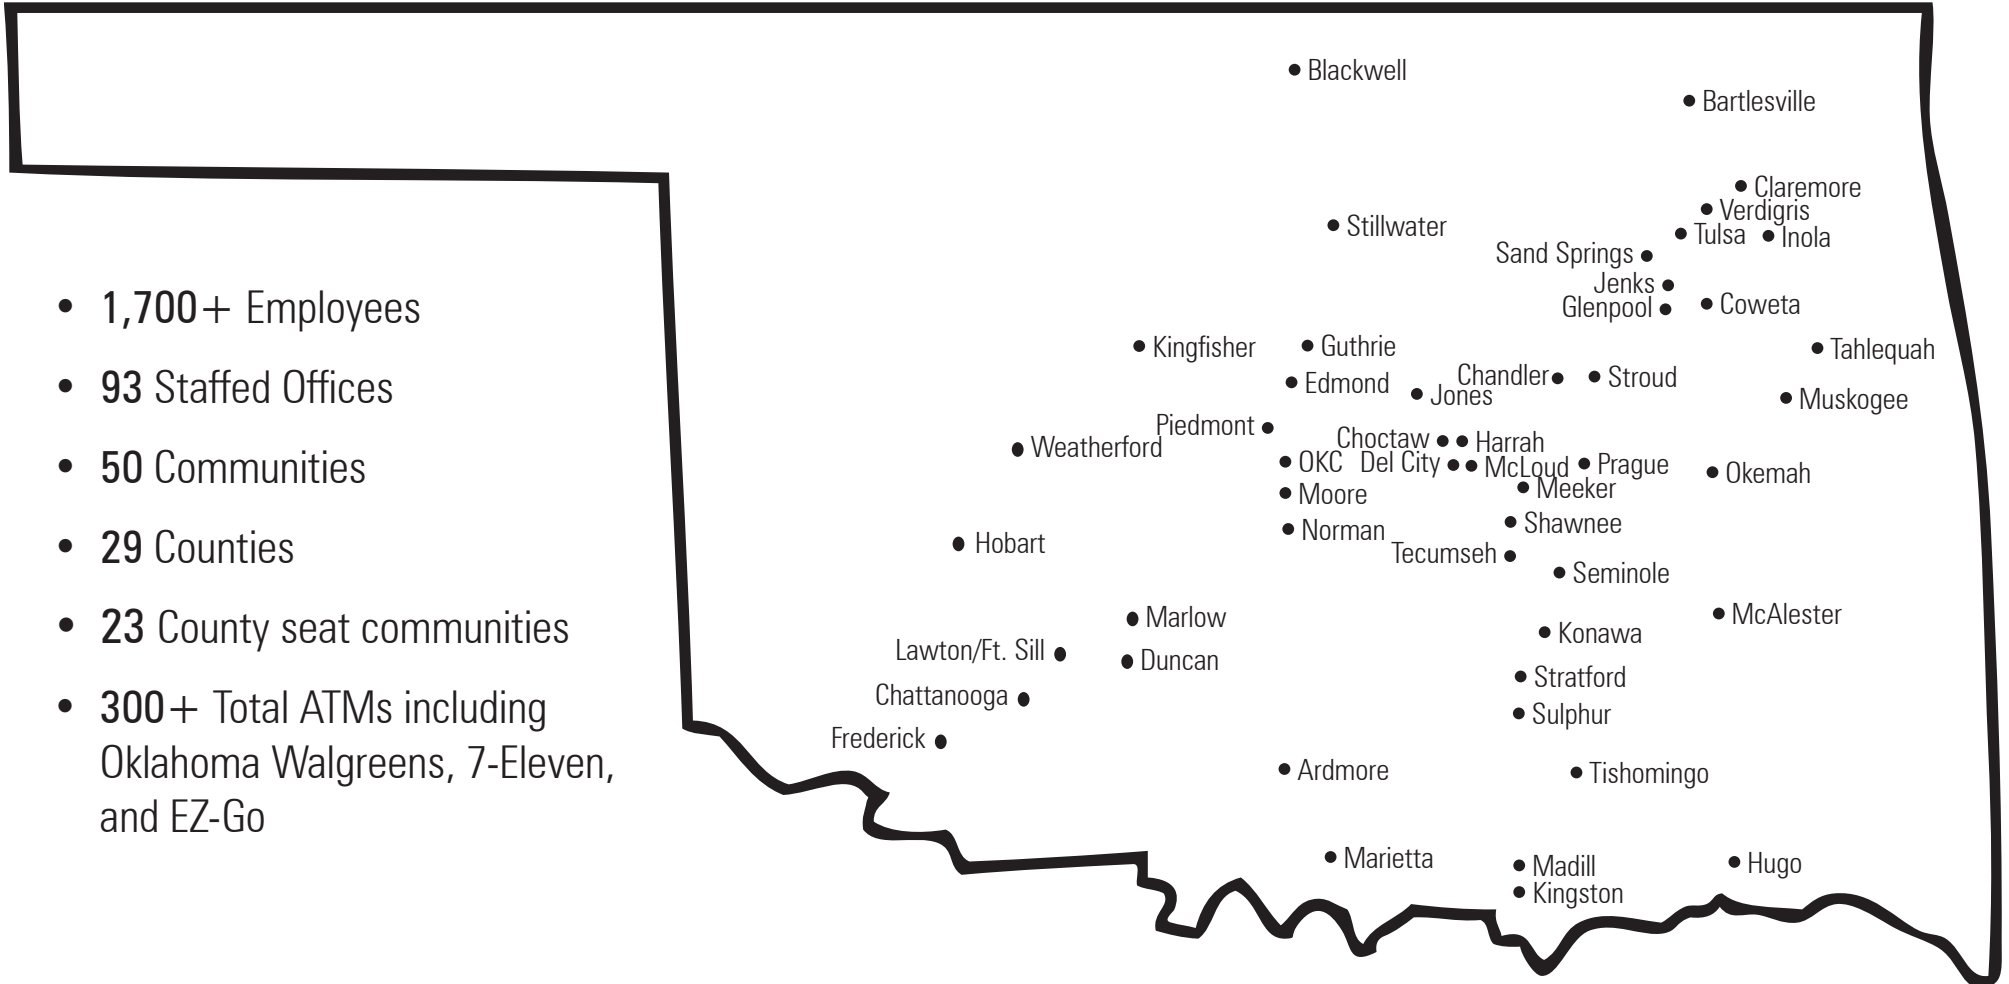 Blackwell
Bartlesville
Claremore
Verdigris
Stillwater
Tulsa
Inola
Sand Springs
Jenks
Glenpool
Coweta
Kingfisher
Guthrie
Tahlequah
Edmond
Chandler
Stroud
Jones
Muskogee
Piedmont
Choctaw
Harrah
Weatherford
OKC
Del City
McLoud
Prague
Okemah
Moore
Meeker
Shawnee
Norman
Hobart
Tecumseh
Seminole
Marlow
McAlester
Konawa
Lawton/Ft. Sill
Duncan
Stratford
Chattanooga
Sulphur
Frederick
Ardmore
Tishomingo
Marietta
Madill
Hugo
Kingston
• 1,700+ Employees
• 93 Staffed Offices
• 50 Communities
• 29 Counties
• 23 County seat communities
• 300+ Total ATMs including
Oklahoma Walgreens, 7-Eleven,
and EZ-Go